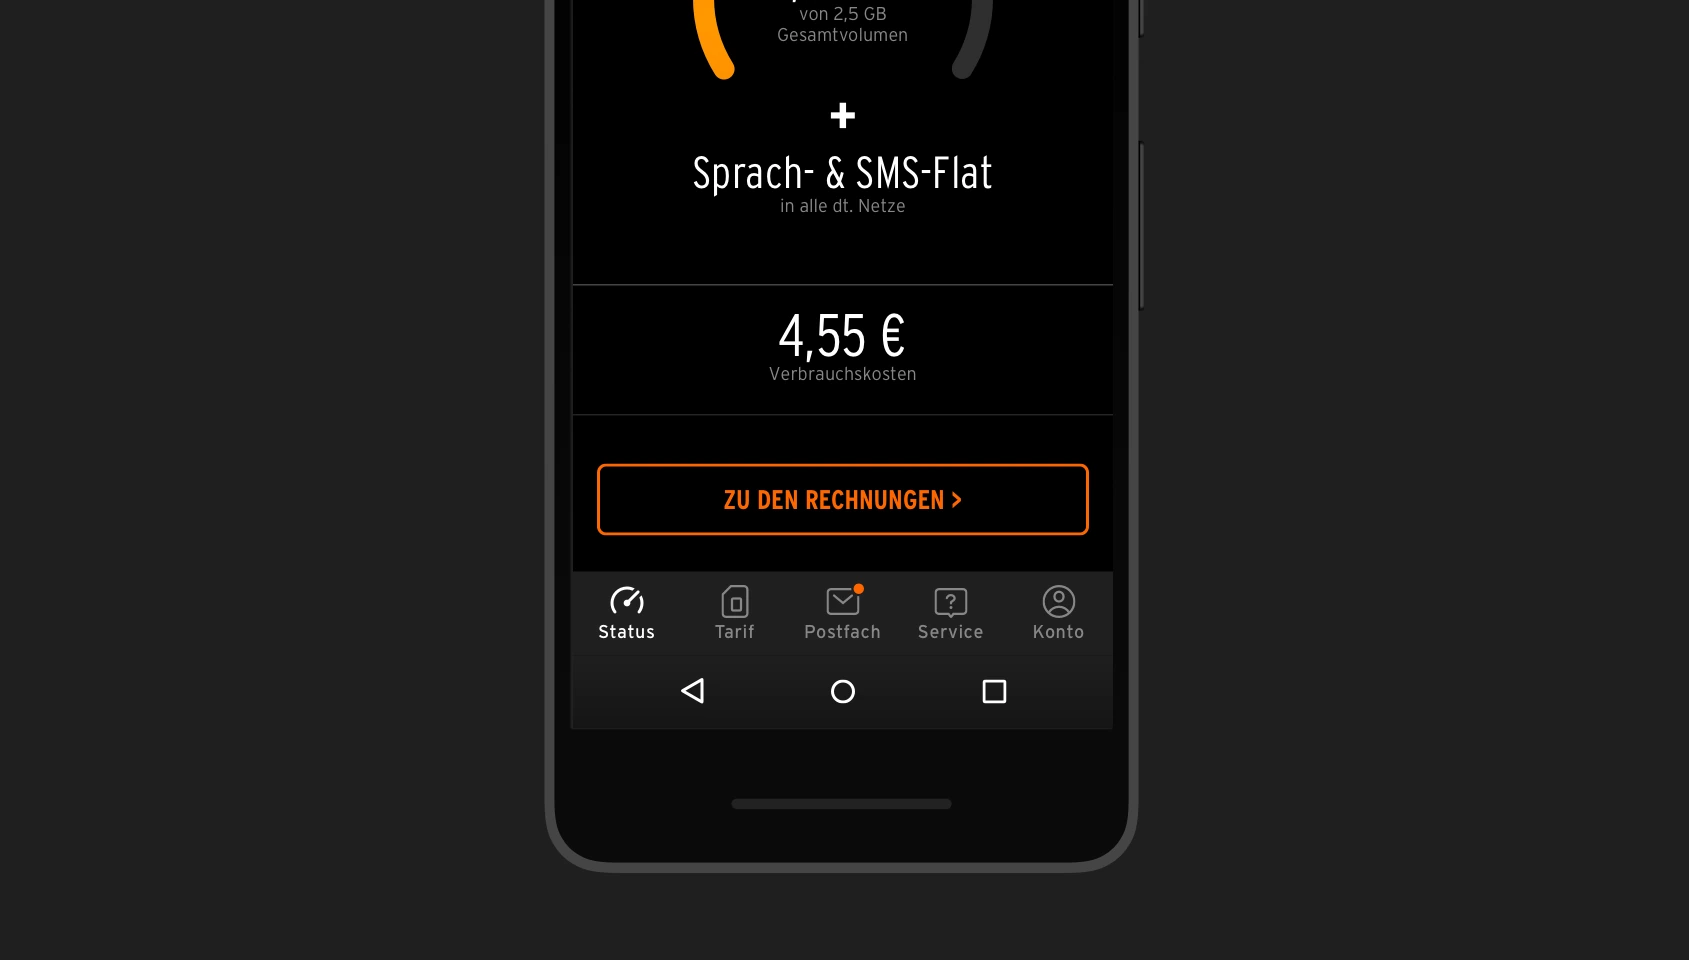 von 2,5 GB
Gesamtvolumen
+
Sprach- & SMS-Flat
in alle dt. Netze
4,55 €
Verbrauchskosten
ZU DEN RECHNUNGEN >
Status Tarif Postfach Service Konto